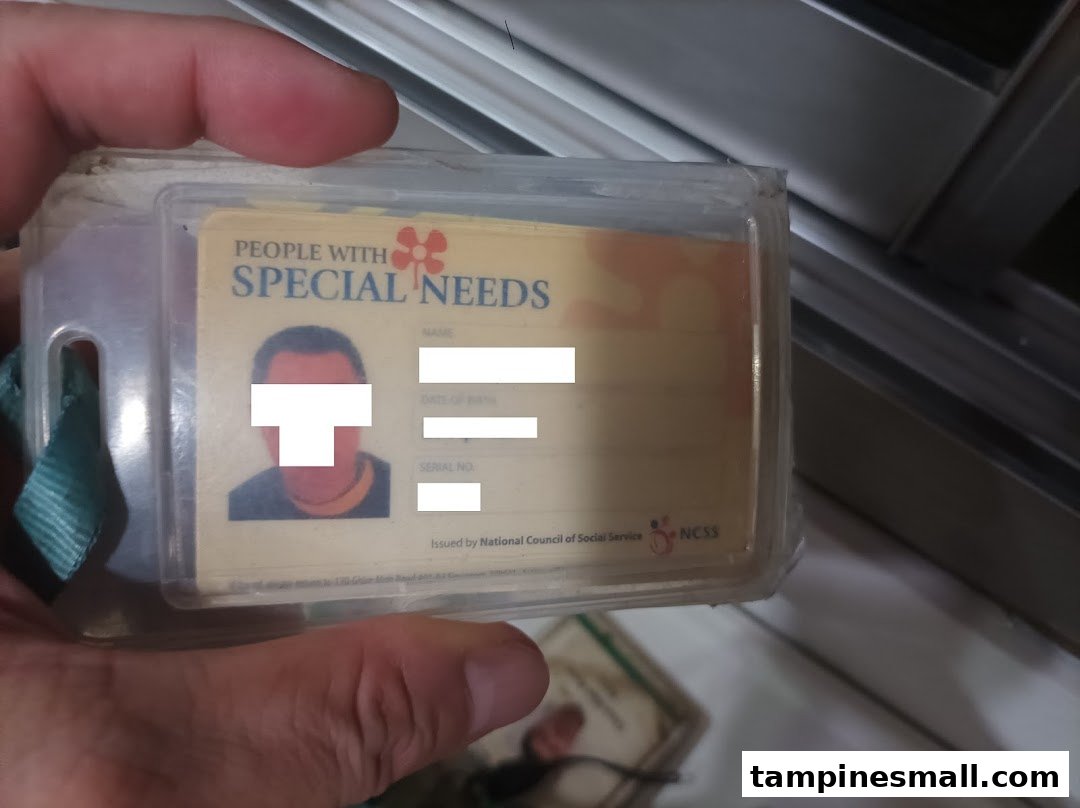 PEOPLE WITH
SPECIAL NEEDS
NAME
DATE OF BIRTH
SERIAL NO.
Issued by National Council of Social Service
NCSS
tampinesmall.com